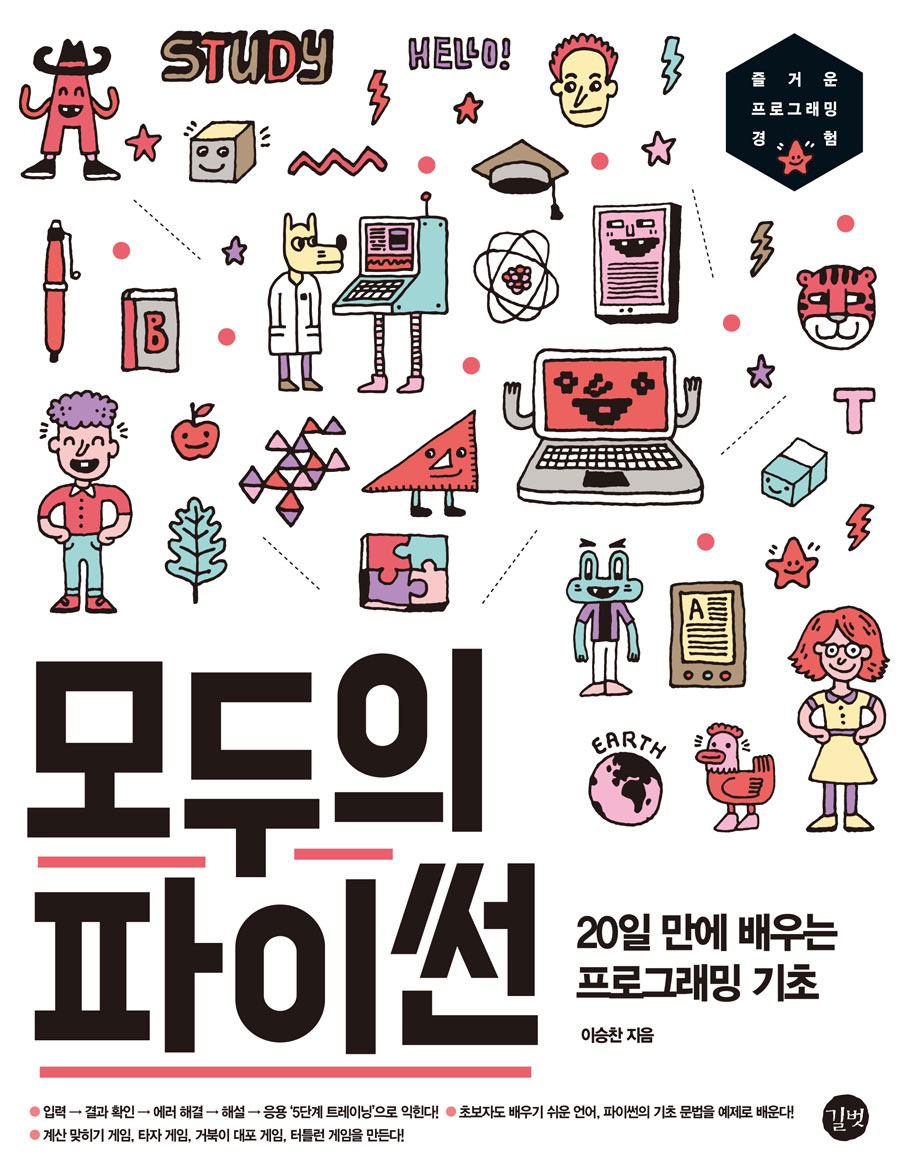 STUDY
HELLO!
즐거운
프로그래밍
경험
B
T
A
EARTH
모두의
파이썬
20일 만에 배우는
프로그래밍 기초
이승찬 지음
● 입력 → 결과 확인 → 에러 해결 → 해설 → 응용 ‘5단계 트레이닝’으로 익힌다! ● 초보자도 배우기 쉬운 언어, 파이썬의 기초 문법을 예제로 배운다!
● 계산 맞히기 게임, 타자 게임, 거북이 대포 게임, 터틀런 게임을 만든다!
길벗